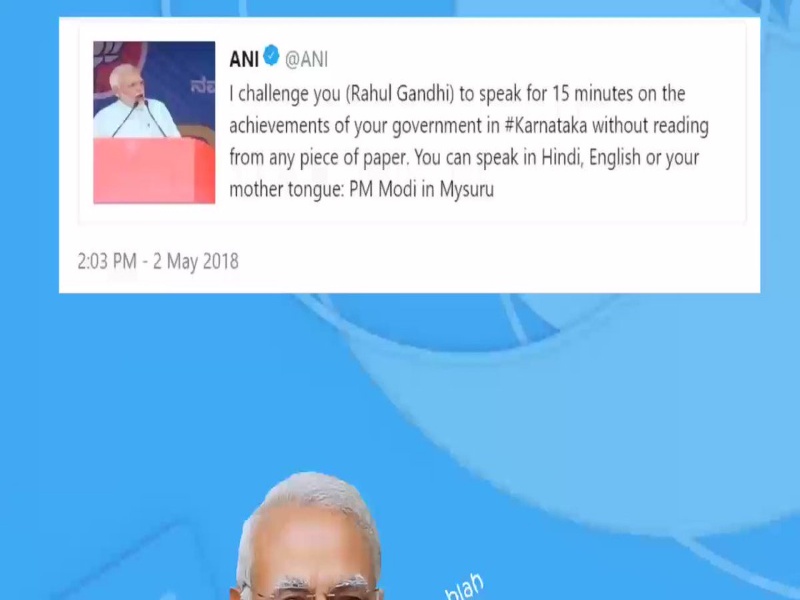 ANI @ANI
I challenge you (Rahul Gandhi) to speak for 15 minutes on the
achievements of your government in #Karnataka without reading
from any piece of paper. You can speak in Hindi, English or your
mother tongue: PM Modi in Mysuru
2:03 PM - 2 May 2018
blah